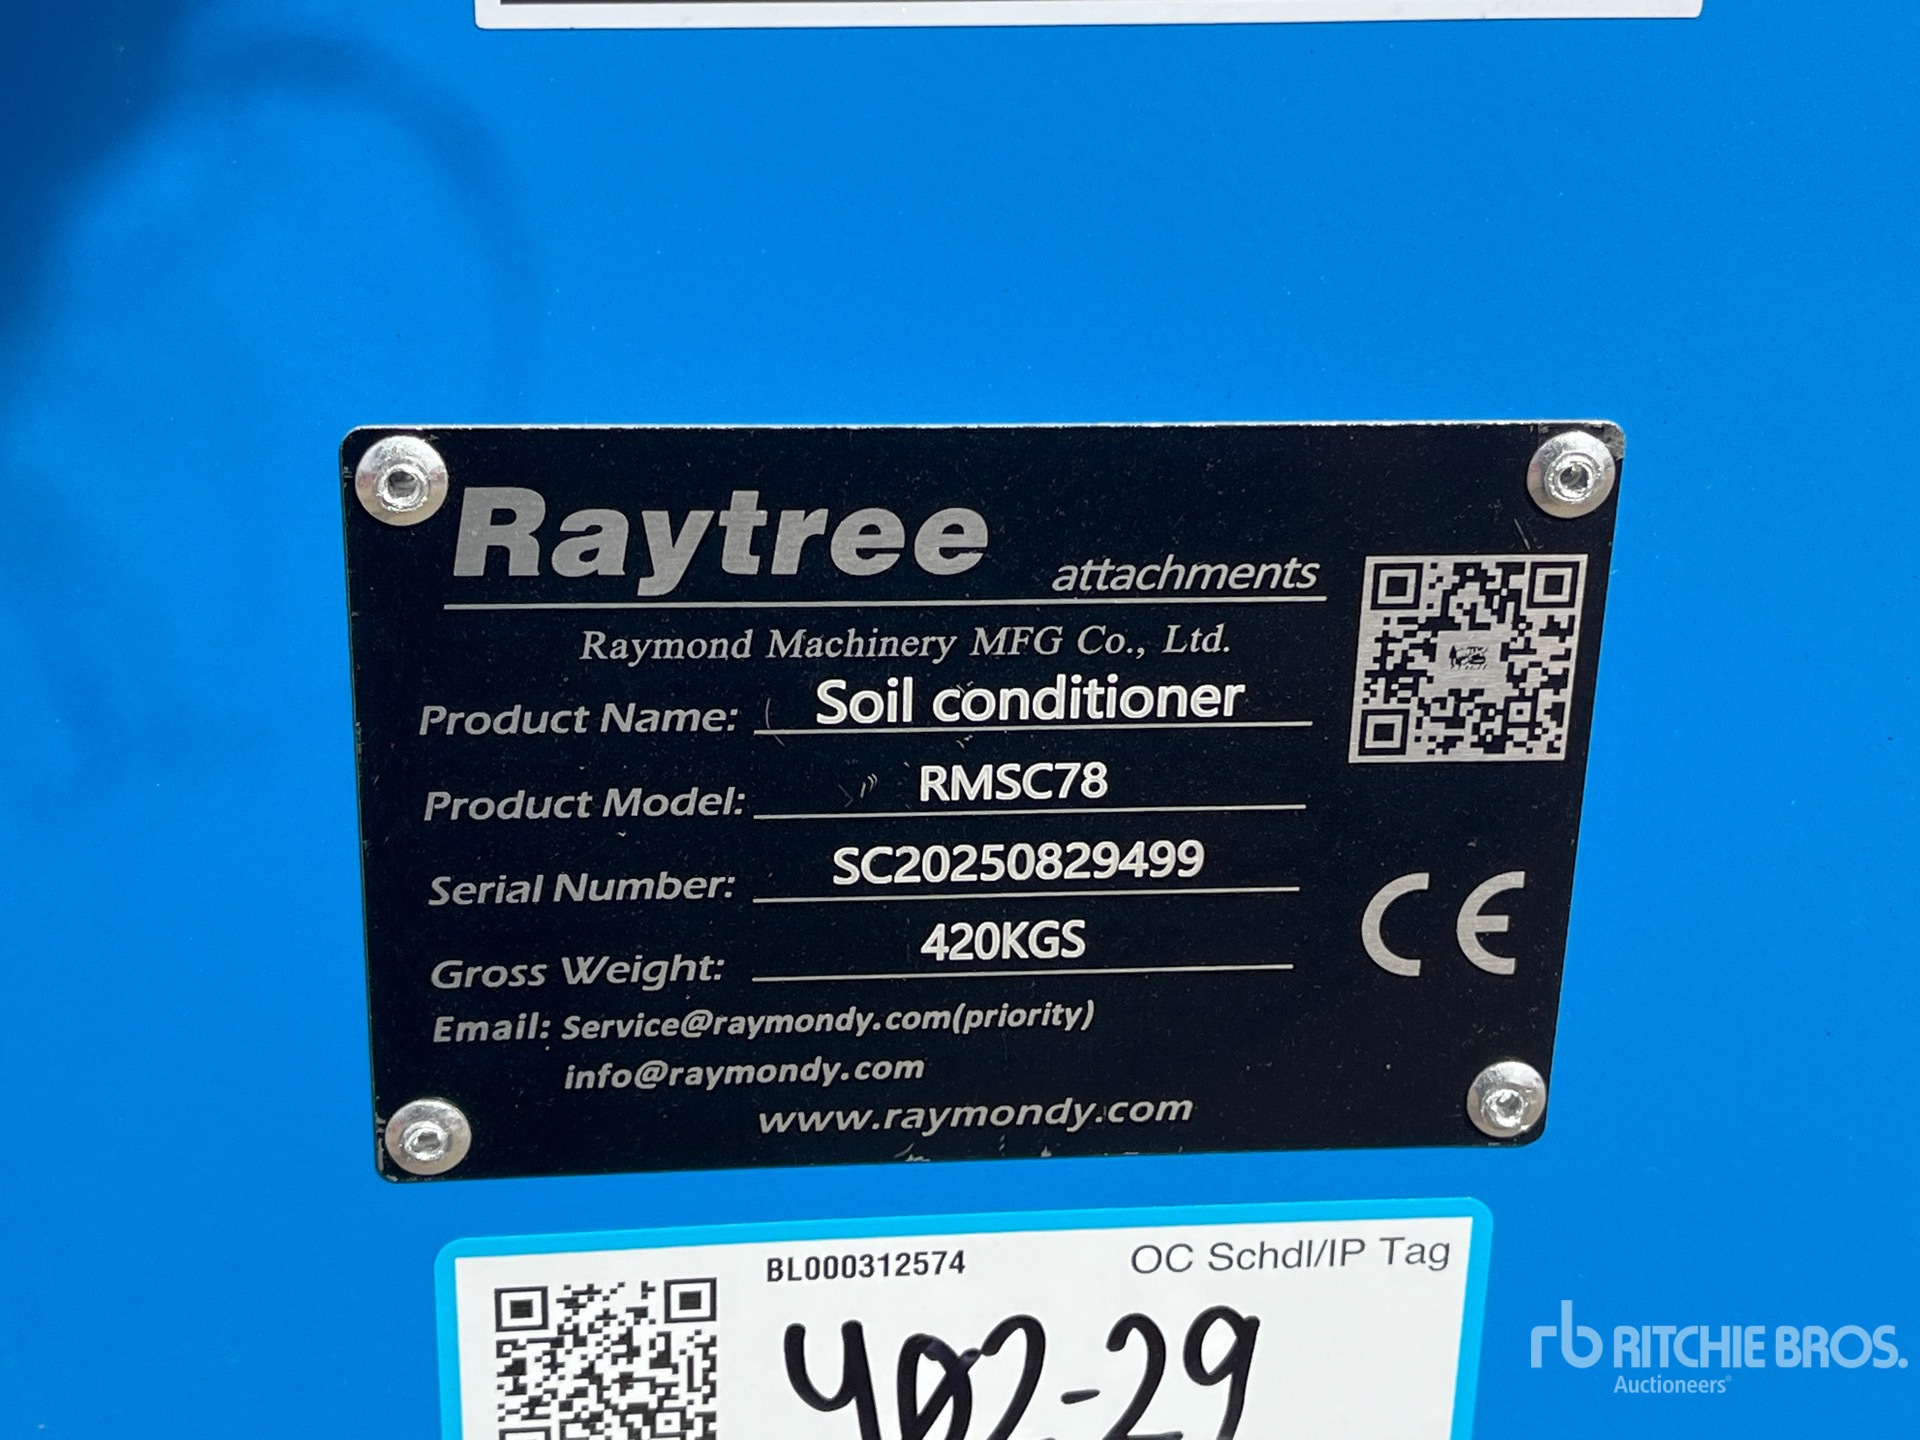 Raytree attachments
Raymond Machinery MFG Co., Ltd.
Product Name: Soil conditioner
Product Model: RMSC78
Serial Number: SC20250829499
Gross Weight: 420KGS
Email: Service@raymondy.com(priority)
info@raymondy.com
www.raymondy.com
CE
BL000312574 OC Schdl/IP Tag
402-29
rb RITCHIE BROS.
Auctioneers